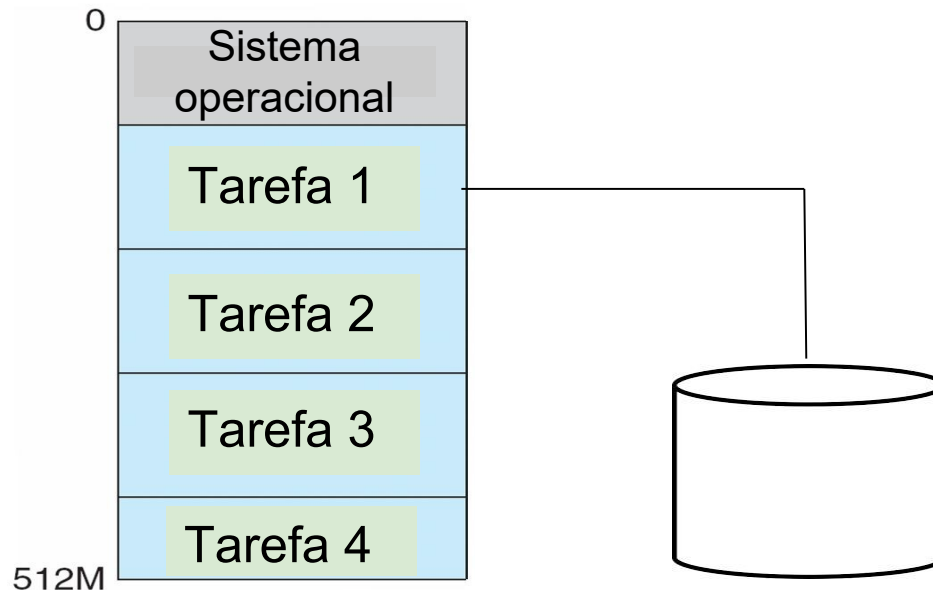 0
Sistema
operacional
Tarefa 1
Tarefa 2
Tarefa 3
Tarefa 4
512M